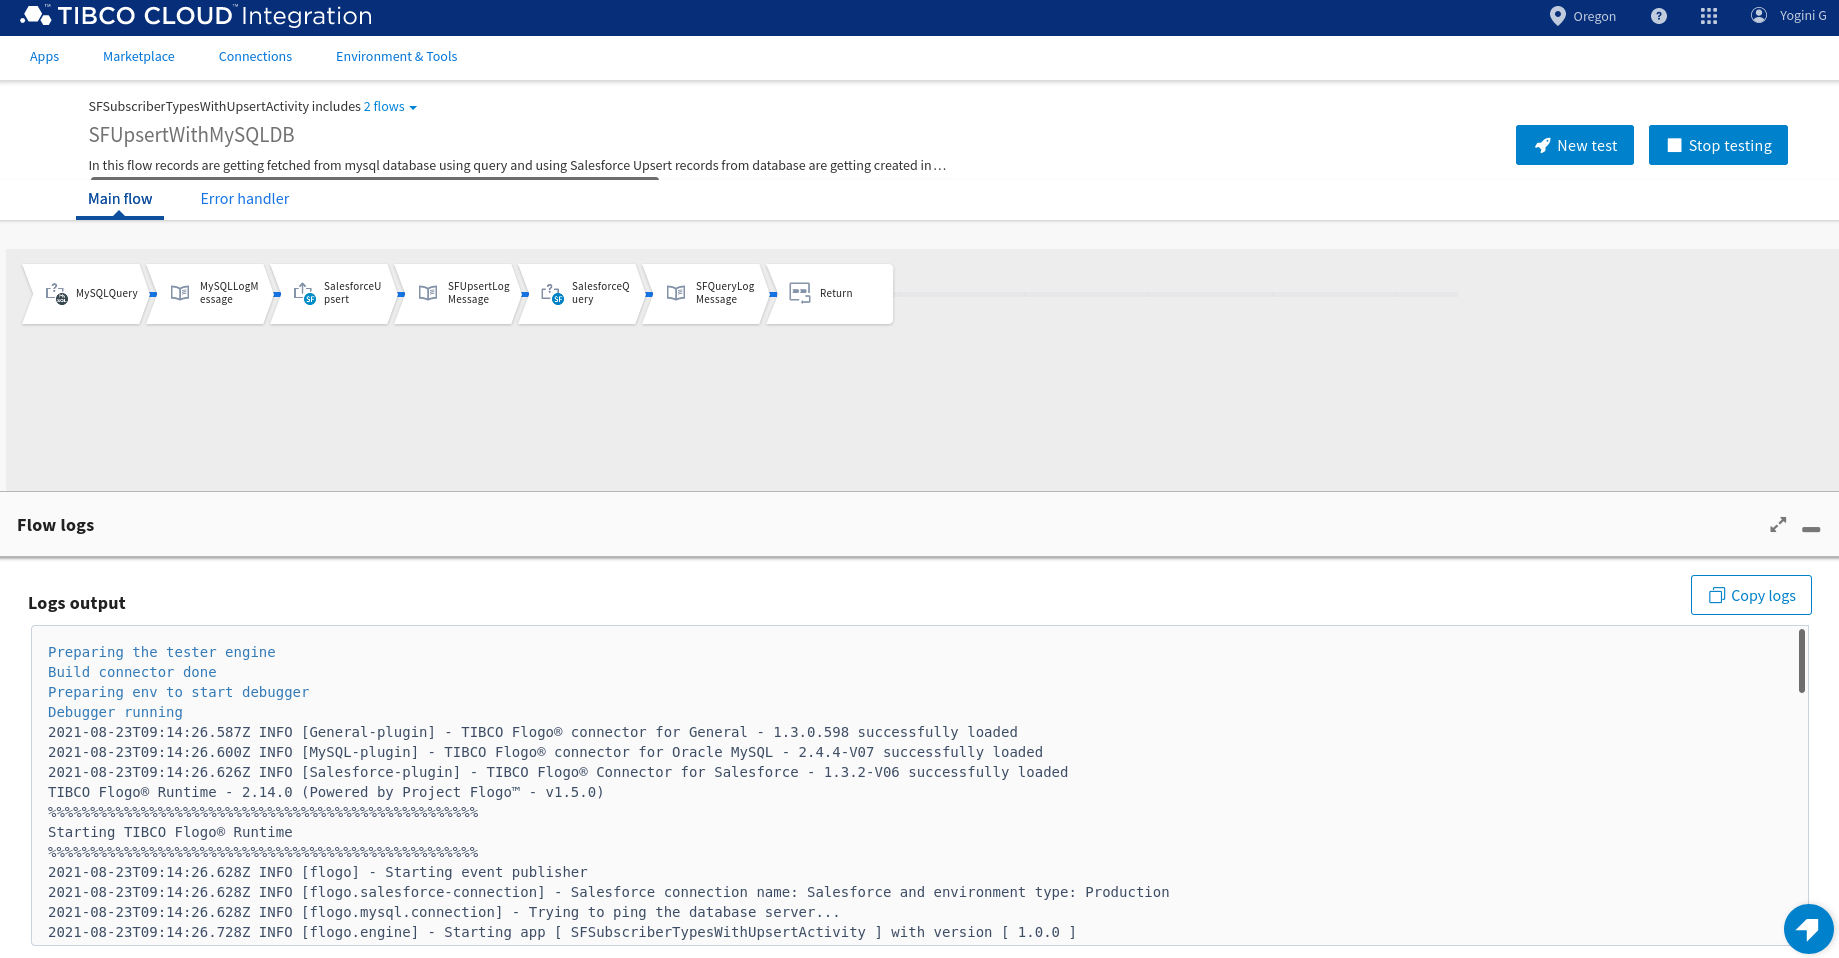 TIBCO CLOUD™ Integration
Oregon
?
Yogini G
Apps
Marketplace
Connections
Environment & Tools
SFSubscriberTypesWithUpsertActivity includes 2 flows
SFUpsertWithMySQLDB
In this flow records are getting fetched from mysql database using query and using Salesforce Upsert records from database are getting created in…
New test
Stop testing
Main flow
Error handler
MySQLQuery
MySQLLogM
essage
SalesforceU
psert
SFUpsertLog
Message
SalesforceQ
uery
SFQueryLog
Message
Return
Flow logs
Logs output
Copy logs
Preparing the tester engine
Build connector done
Preparing env to start debugger
Debugger running
2021-08-23T09:14:26.587Z INFO [General-plugin] - TIBCO Flogo® connector for General - 1.3.0.598 successfully loaded
2021-08-23T09:14:26.600Z INFO [MySQL-plugin] - TIBCO Flogo® connector for Oracle MySQL - 2.4.4-V07 successfully loaded
2021-08-23T09:14:26.626Z INFO [Salesforce-plugin] - TIBCO Flogo® Connector for Salesforce - 1.3.2-V06 successfully loaded
TIBCO Flogo® Runtime - 2.14.0 (Powered by Project Flogo™ - v1.5.0)
%%%%%%%%%%%%%%%%%%%%%%%%%%%%%%%%%%%%%%%%%%%%%%%%%%%
Starting TIBCO Flogo® Runtime
%%%%%%%%%%%%%%%%%%%%%%%%%%%%%%%%%%%%%%%%%%%%%%%%%%%
2021-08-23T09:14:26.628Z INFO [flogo] - Starting event publisher
2021-08-23T09:14:26.628Z INFO [flogo.salesforce-connection] - Salesforce connection name: Salesforce and environment type: Production
2021-08-23T09:14:26.628Z INFO [flogo.mysql.connection] - Trying to ping the database server...
2021-08-23T09:14:26.728Z INFO [flogo.engine] - Starting app [ SFSubscriberTypesWithUpsertActivity ] with version [ 1.0.0 ]